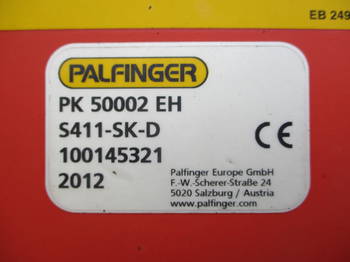 EB 249
PALFINGER
PK 50002 EH
S411-SK-D
100145321
2012
CE
Palfinger Europe GmbH
F.-W.-Scherer-Straße 24
5020 Salzburg / Austria
www.palfinger.com